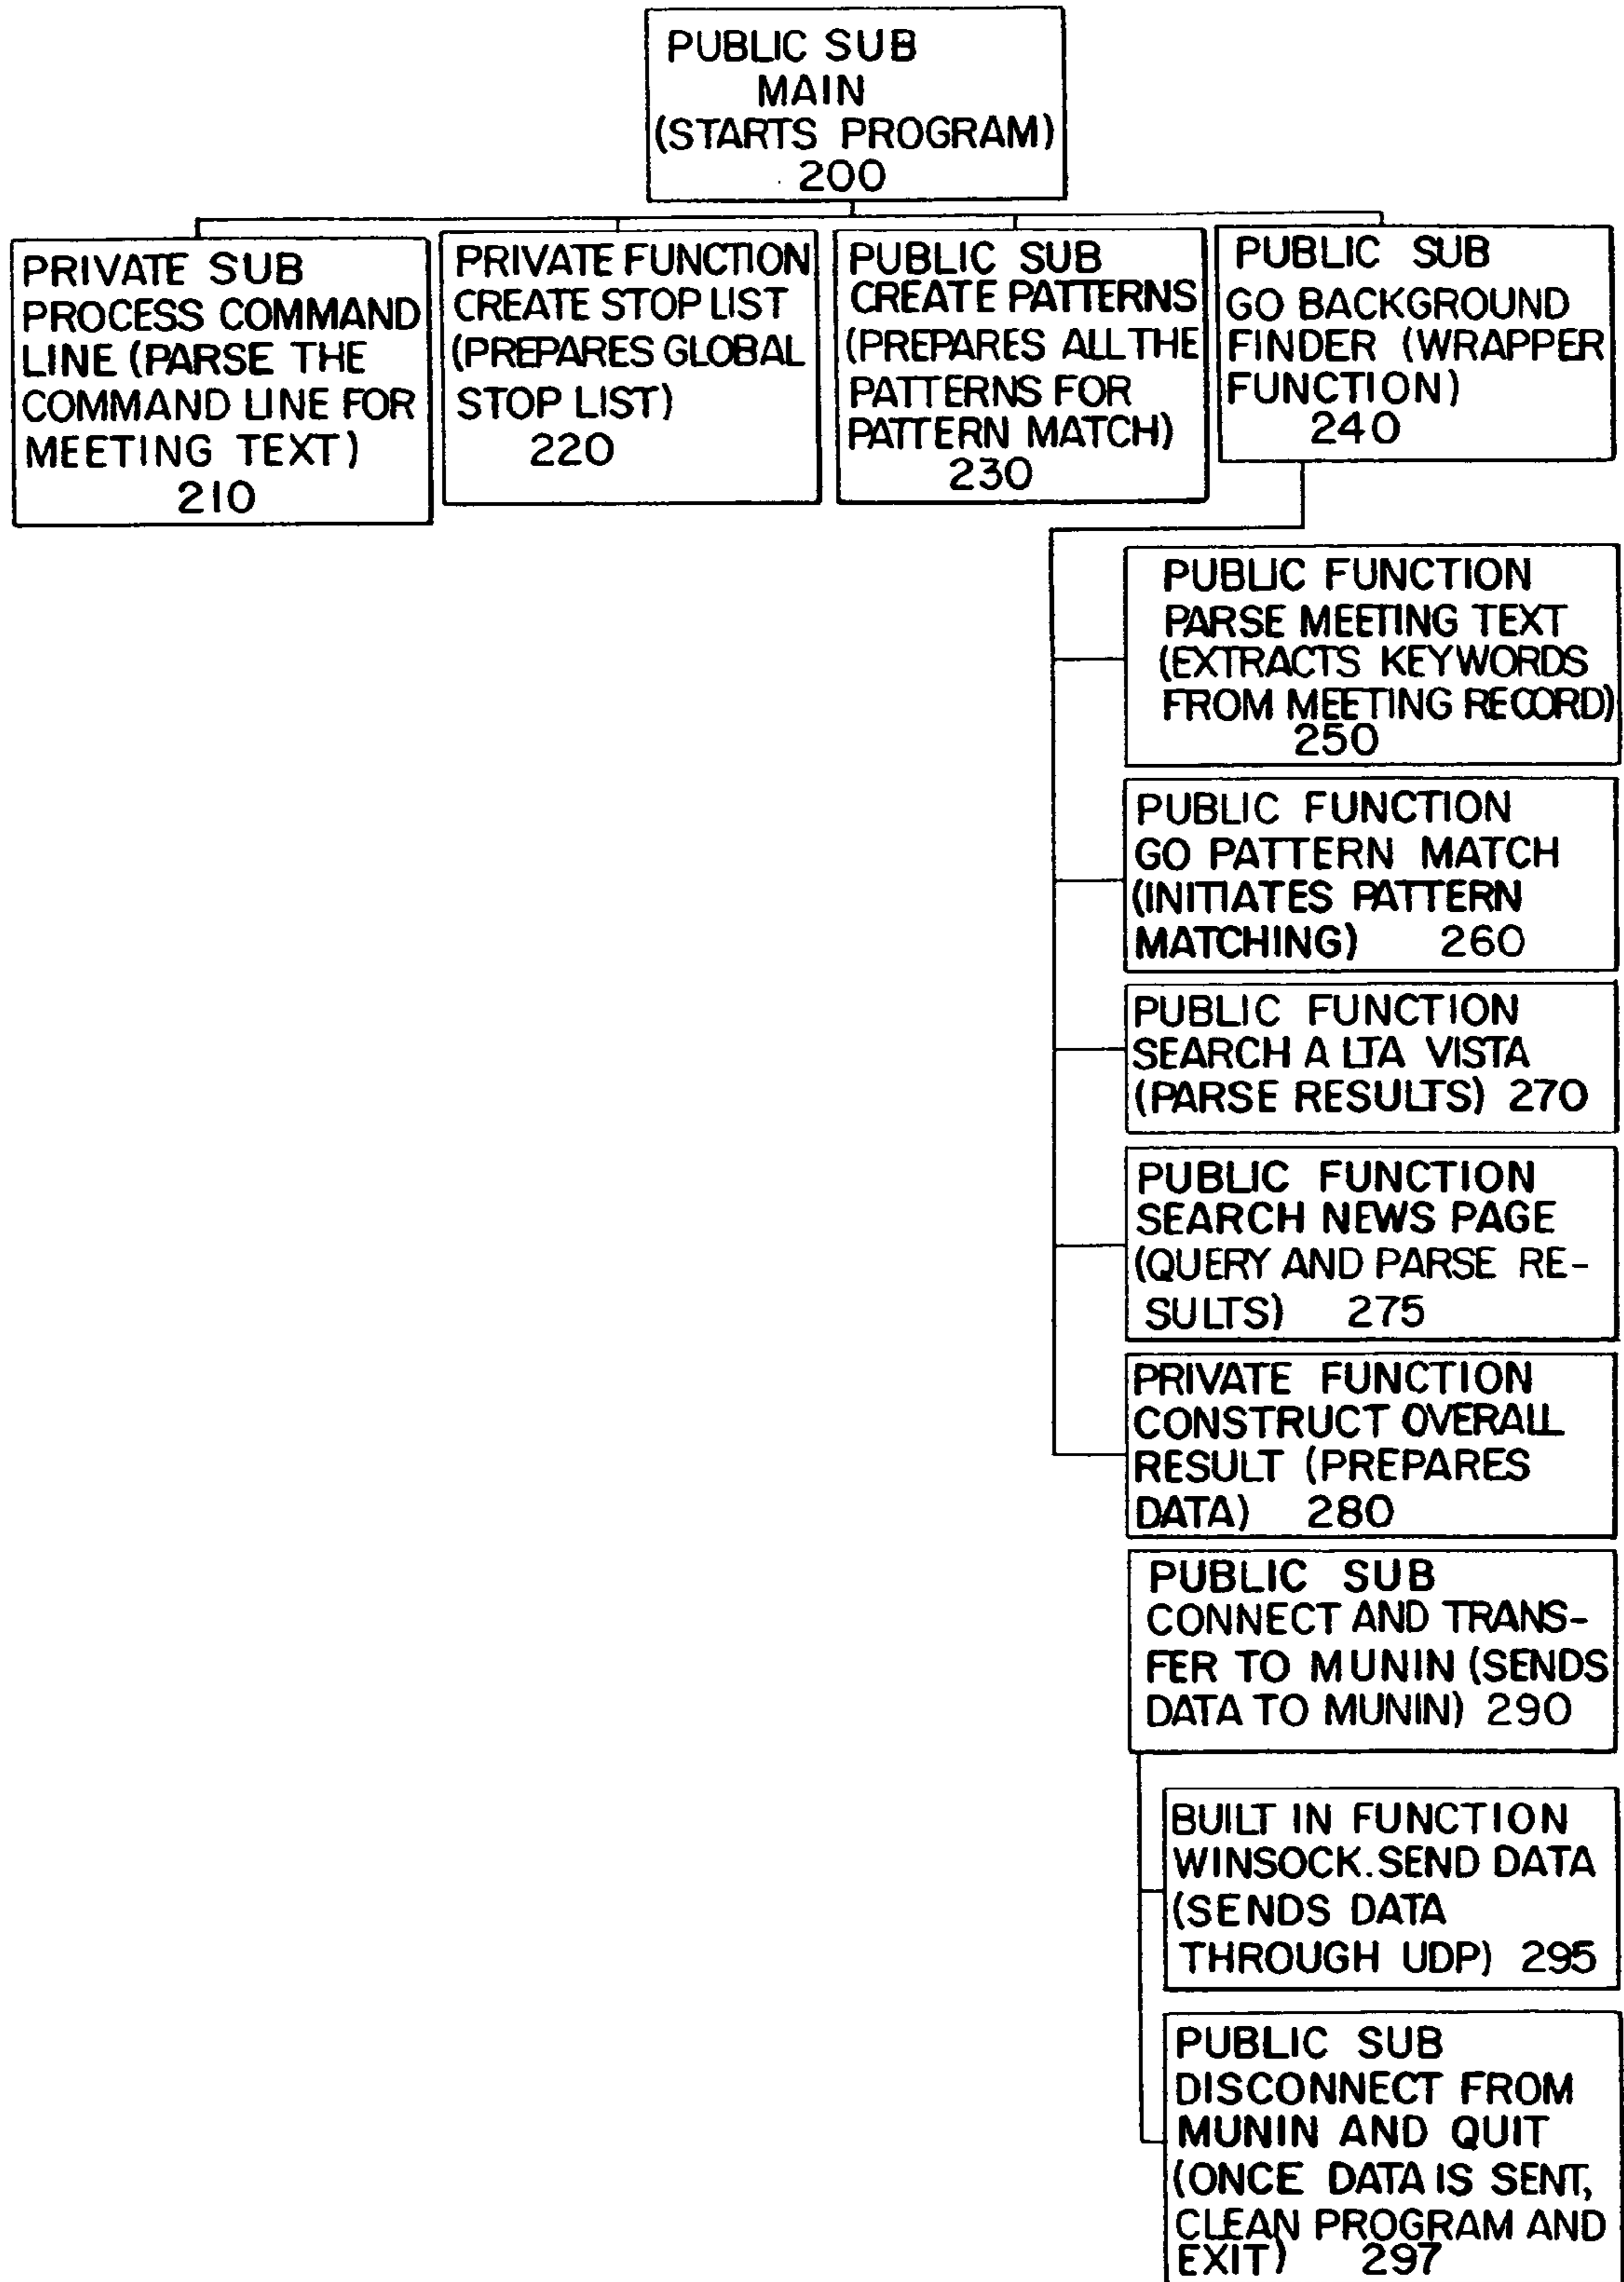 PUBLIC SUB
MAIN
(STARTS PROGRAM)
200
PRIVATE SUB
PROCESS COMMAND
LINE (PARSE THE
COMMAND LINE FOR
MEETING TEXT)
210
PRIVATE FUNCTION
CREATE STOP LIST
(PREPARES GLOBAL
STOP LIST)
220
PUBLIC SUB
CREATE PATTERNS
(PREPARES ALL THE
PATTERNS FOR
PATTERN MATCH)
230
PUBLIC SUB
GO BACKGROUND
FINDER (WRAPPER
FUNCTION)
240
PUBLIC FUNCTION
PARSE MEETING TEXT
(EXTRACTS KEYWORDS
FROM MEETING RECORD)
250
PUBLIC FUNCTION
GO PATTERN MATCH
(INITIATES PATTERN
MATCHING) 260
PUBLIC FUNCTION
SEARCH ALTA VISTA
(PARSE RESULTS) 270
PUBLIC FUNCTION
SEARCH NEWS PAGE
(QUERY AND PARSE RE-
SULTS) 275
PRIVATE FUNCTION
CONSTRUCT OVERALL
RESULT (PREPARES
DATA) 280
PUBLIC SUB
CONNECT AND TRANS-
FER TO MUNIN (SENDS
DATA TO MUNIN) 290
BUILT IN FUNCTION
WINSOCK.SEND DATA
(SENDS DATA
THROUGH UDP) 295
PUBLIC SUB
DISCONNECT FROM
MUNIN AND QUIT
(ONCE DATA IS SENT,
CLEAN PROGRAM AND
EXIT) 297